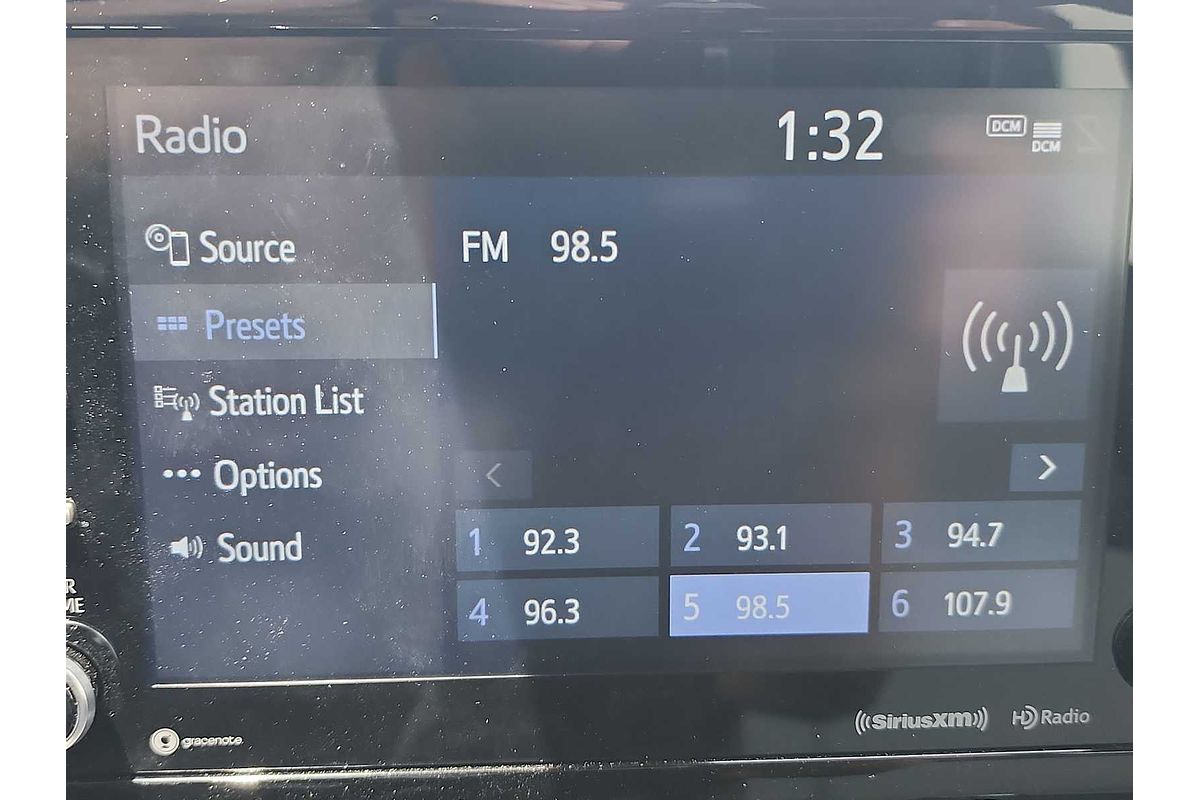 Radio
1:32
DCM
DCM
Source
FM 98.5
Presets
Station List
Options
Sound
1 92.3
2 93.1
3 94.7
4 96.3
5 98.5
6 107.9
gracenote
((SiriusXM))
HD Radio